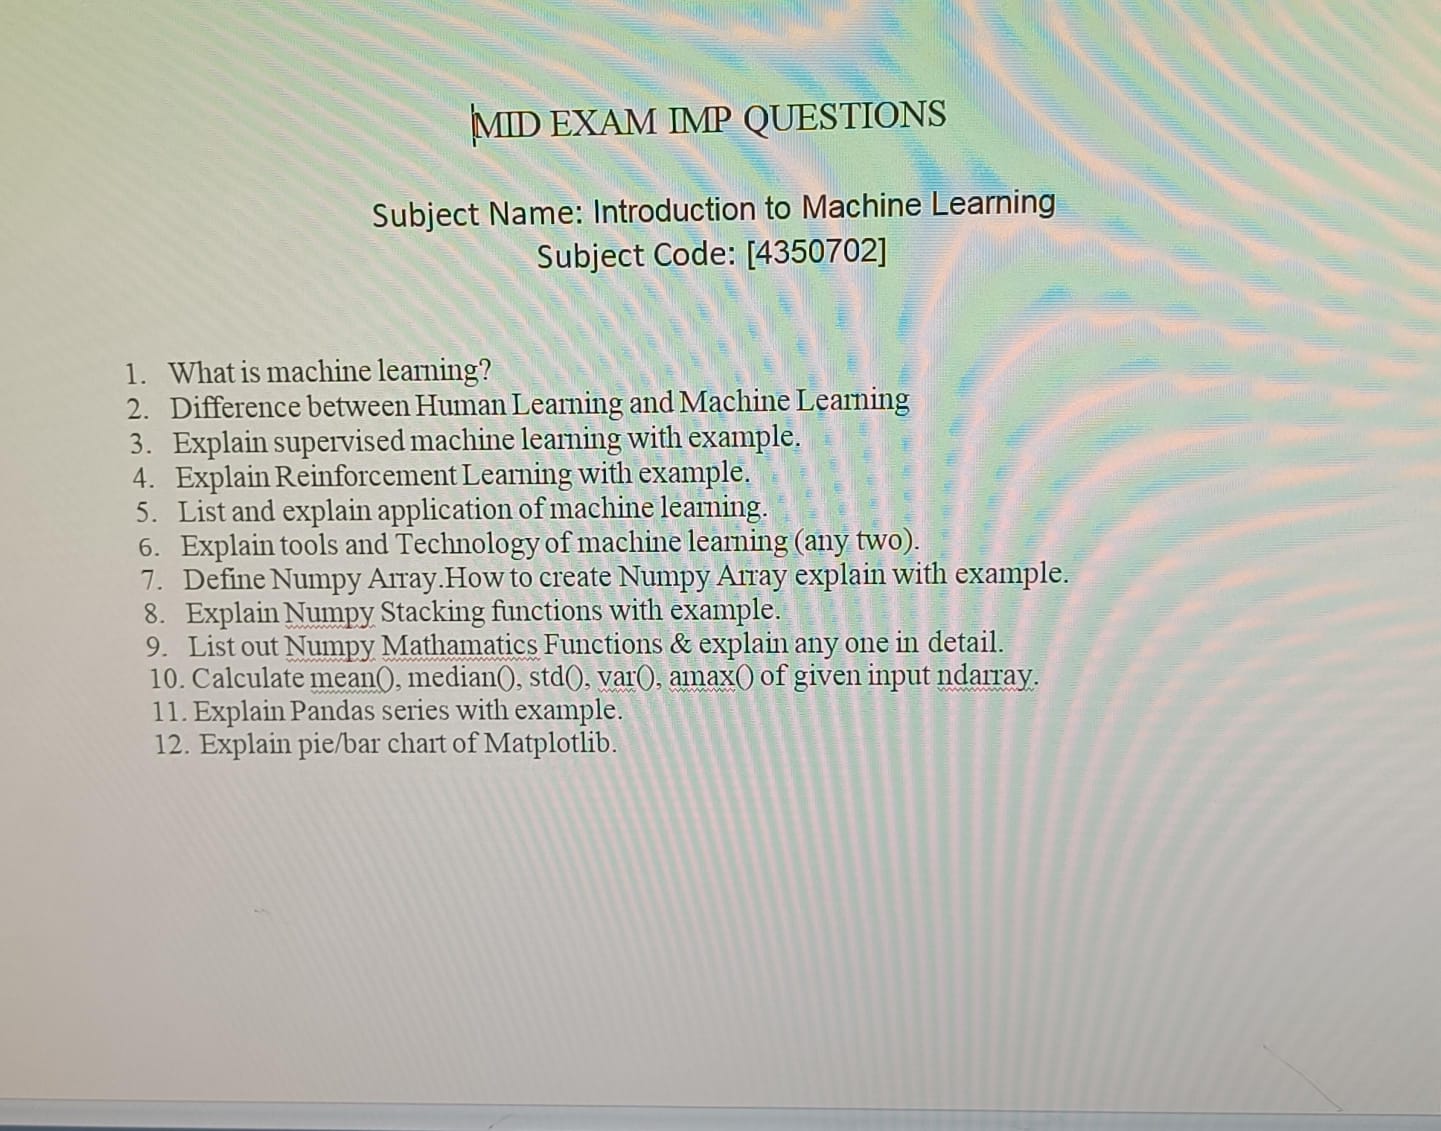 MID EXAM IMP QUESTIONS
Subject Name: Introduction to Machine Learning
Subject Code: [4350702]
1. What is machine learning?
2. Difference between Human Learning and Machine Learning
3. Explain supervised machine learning with example.
4. Explain Reinforcement Learning with example.
5. List and explain application of machine learning.
6. Explain tools and Technology of machine learning (any two).
7. Define Numpy Array.How to create Numpy Array explain with example.
8. Explain Numpy Stacking functions with example.
9. List out Numpy Mathamatics Functions & explain any one in detail.
10. Calculate mean(), median(), std(), var(), amax() of given input ndarray.
11. Explain Pandas series with example.
12. Explain pie/bar chart of Matplotlib.